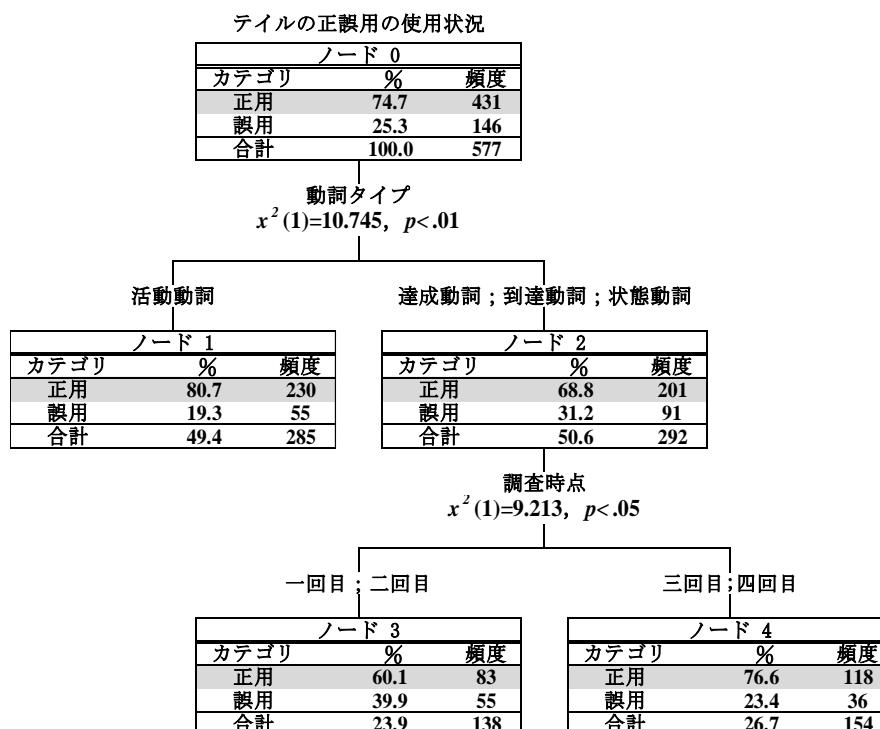 テイルの正誤用の使用状況
ノード 0
カテゴリ % 頻度
正用 74.7 431
誤用 25.3 146
合計 100.0 577
動詞タイプ
x²(1)=10.745, p<.01
活動動詞
達成動詞；到達動詞；状態動詞
ノード 1
カテゴリ % 頻度
正用 80.7 230
誤用 19.3 55
合計 49.4 285
ノード 2
カテゴリ % 頻度
正用 68.8 201
誤用 31.2 91
合計 50.6 292
調査時点
x²(1)=9.213, p<.05
一回目；二回目
三回目;四回目
ノード 3
カテゴリ % 頻度
正用 60.1 83
誤用 39.9 55
合計 23.9 138
ノード 4
カテゴリ % 頻度
正用 76.6 118
誤用 23.4 36
合計 26.7 154